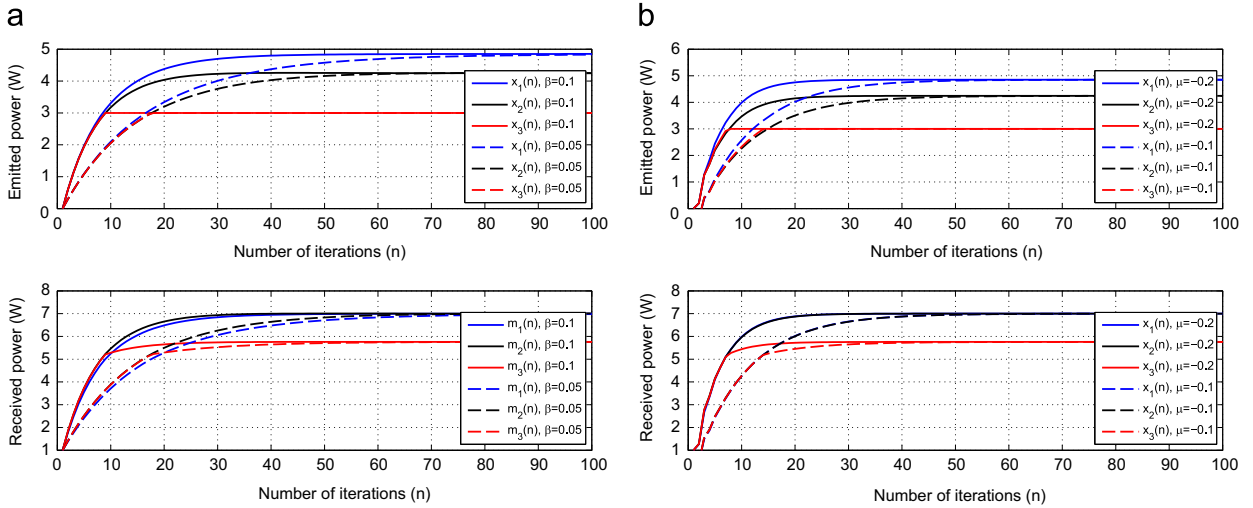 a
5
4
3
2
1
0
Emitted power (W)
0 10 20 30 40 50 60 70 80 90 100
Number of iterations (n)
x1(n), β=0.1
x2(n), β=0.1
x3(n), β=0.1
x1(n), β=0.05
x2(n), β=0.05
x3(n), β=0.05
8
7
6
5
4
3
2
1
Received power (W)
0 10 20 30 40 50 60 70 80 90 100
Number of iterations (n)
m1(n), β=0.1
m2(n), β=0.1
m3(n), β=0.1
m1(n), β=0.05
m2(n), β=0.05
m3(n), β=0.05
b
6
5
4
3
2
1
0
Emitted power (W)
0 10 20 30 40 50 60 70 80 90 100
Number of iterations (n)
x1(n), μ=−0.2
x2(n), μ=−0.2
x3(n), μ=−0.2
x1(n), μ=−0.1
x2(n), μ=−0.1
x3(n), μ=−0.1
8
7
6
5
4
3
2
1
Received power (W)
0 10 20 30 40 50 60 70 80 90 100
Number of iterations (n)
x1(n), μ=−0.2
x2(n), μ=−0.2
x3(n), μ=−0.2
x1(n), μ=−0.1
x2(n), μ=−0.1
x3(n), μ=−0.1